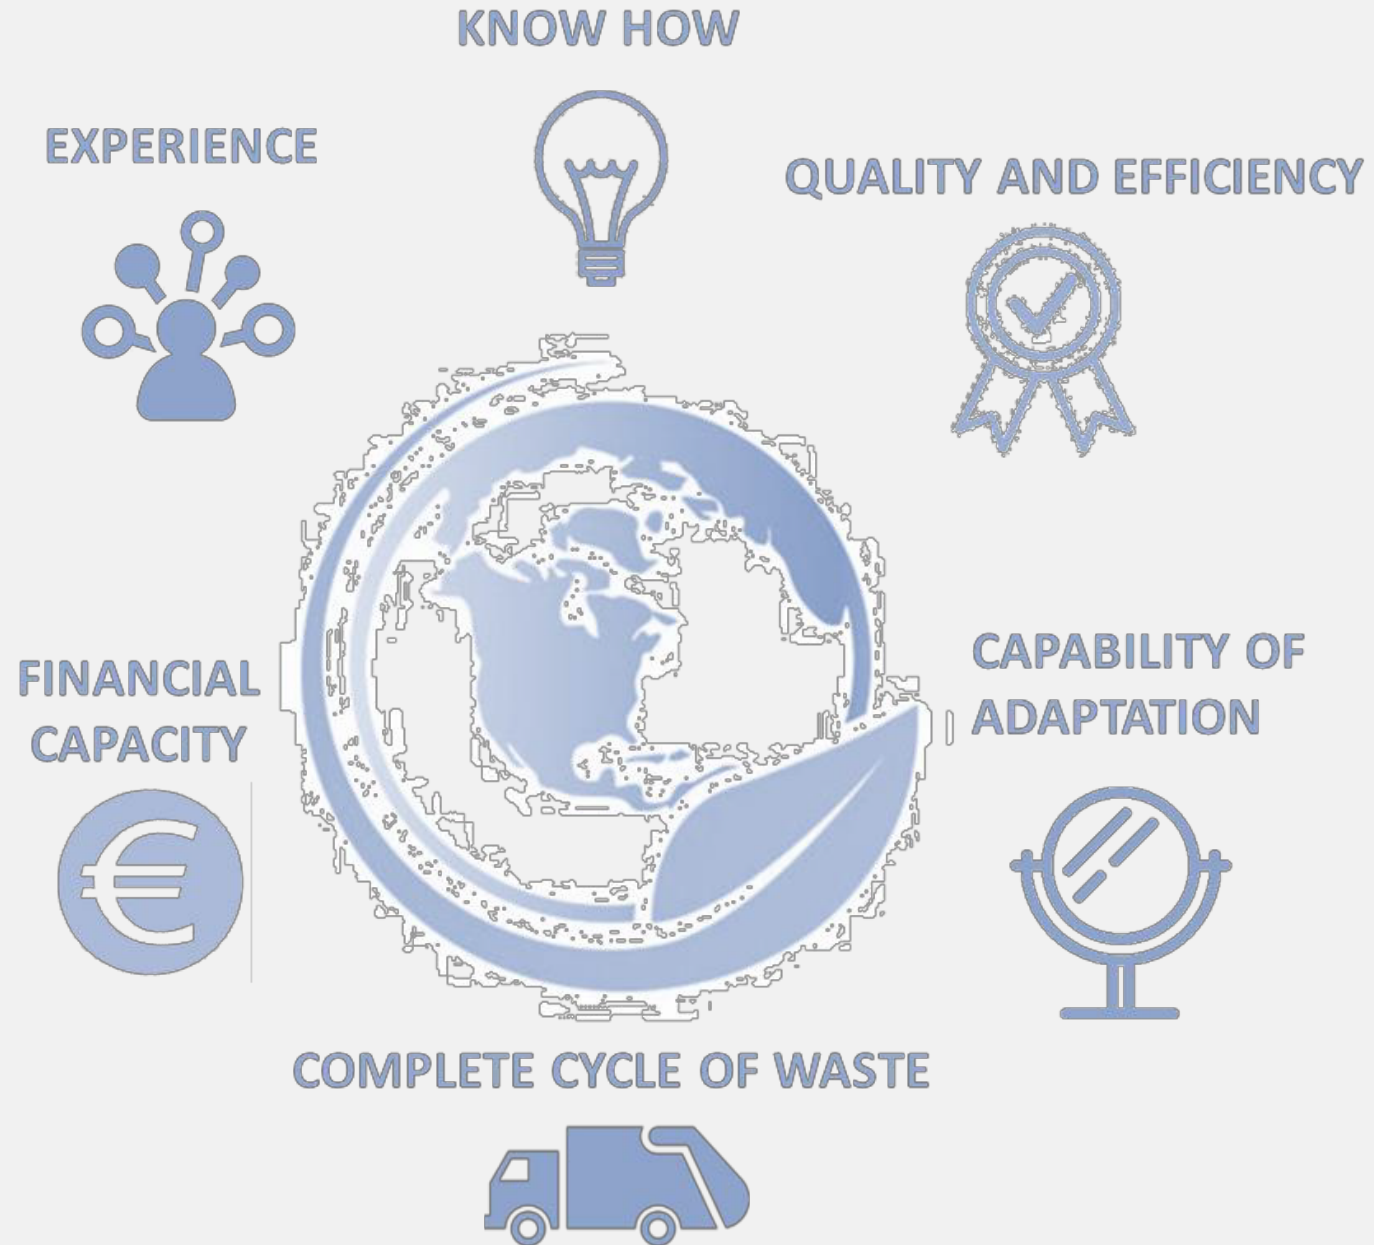 KNOW HOW
EXPERIENCE
QUALITY AND EFFICIENCY
FINANCIAL
CAPACITY
€
CAPABILITY OF
ADAPTATION
COMPLETE CYCLE OF WASTE